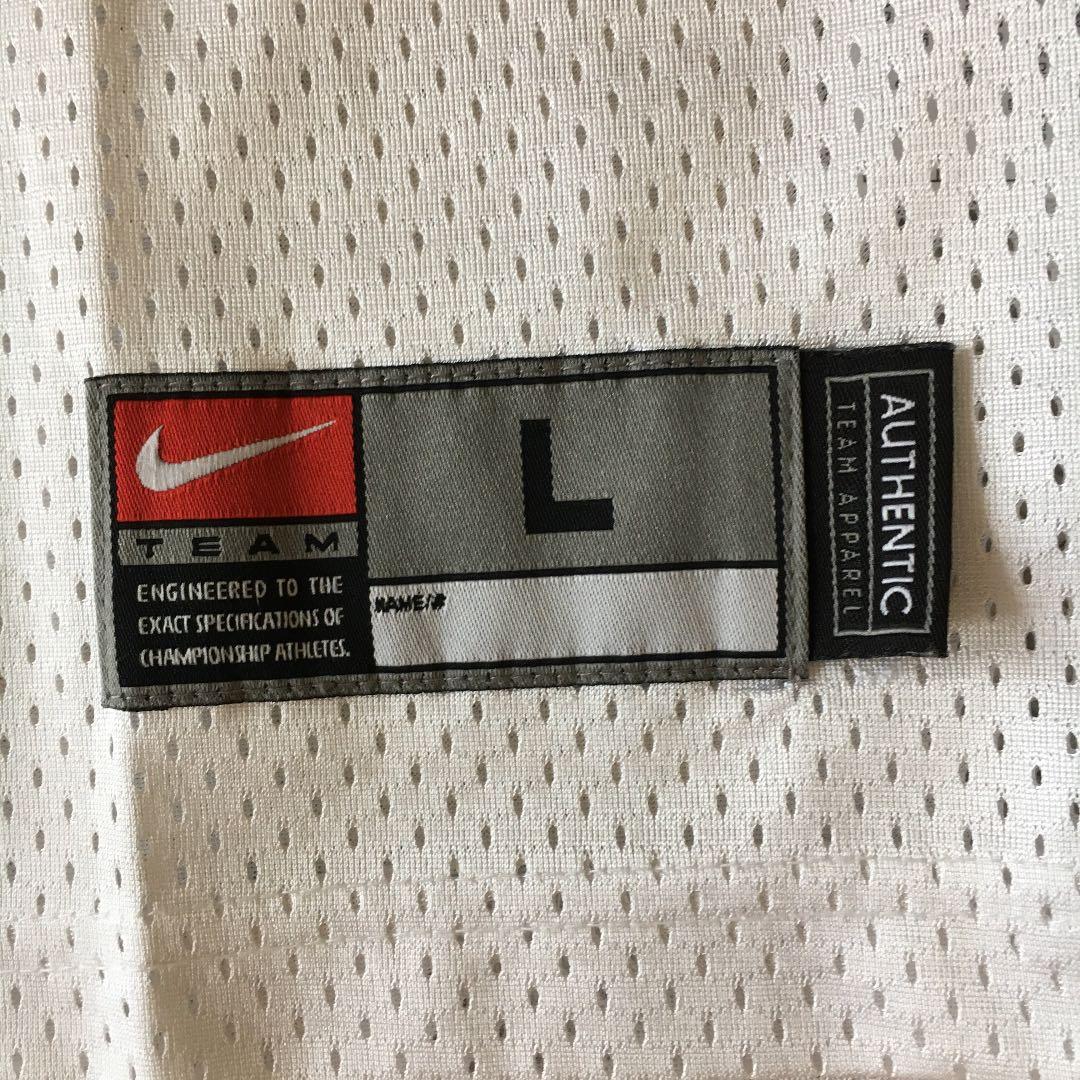 TEAM
ENGINEERED TO THE
EXACT SPECIFICATIONS OF
CHAMPIONSHIP ATHLETES.
L
NAME/#
AUTHENTIC
TEAM APPAREL